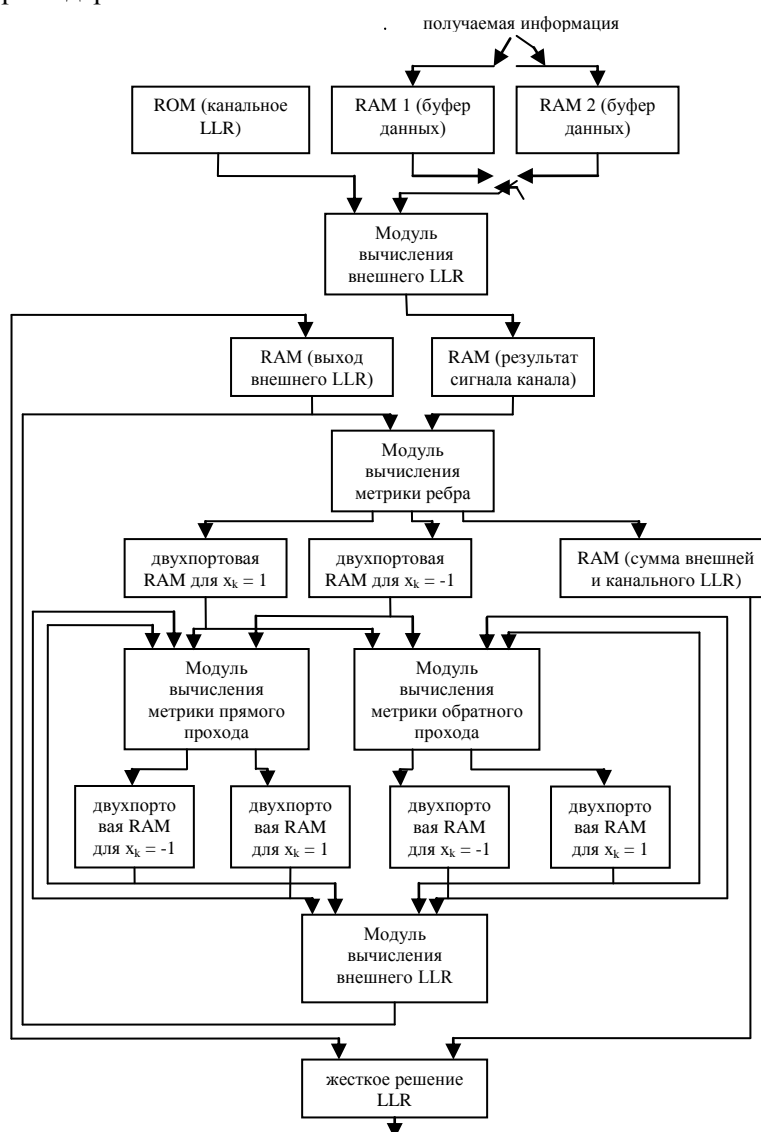 получаемая информация
ROM (канальное
LLR)
RAM 1 (буфер
данных)
RAM 2 (буфер
данных)
Модуль
вычисления
внешнего LLR
RAM (выход
внешнего LLR)
RAM (результат
сигнала канала)
Модуль
вычисления
метрики ребра
двухпортовая
RAM для xk = 1
двухпортовая
RAM для xk = -1
RAM (сумма внешней
и канального LLR)
Модуль
вычисления
метрики прямого
прохода
Модуль
вычисления
метрики обратного
прохода
двухпорто
вая RAM
для xk = -1
двухпорто
вая RAM
для xk = 1
двухпорто
вая RAM
для xk = -1
двухпорто
вая RAM
для xk = 1
Модуль
вычисления
внешнего LLR
жесткое решение
LLR